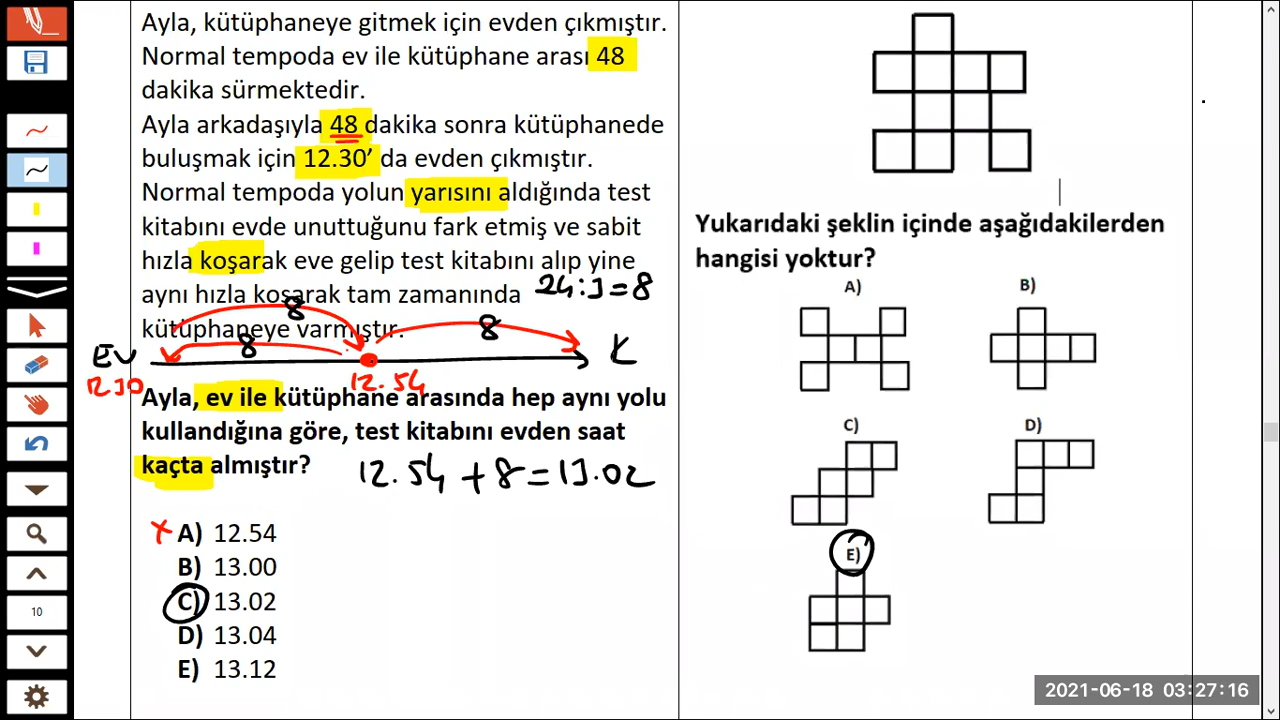 Ayla, kütüphaneye gitmek için evden çıkmıştır.
Normal tempoda ev ile kütüphane arası 48
dakika sürmektedir.
Ayla arkadaşıyla 48 dakika sonra kütüphanede
buluşmak için 12.30' da evden çıkmıştır.
Normal tempoda yolun yarısını aldığında test
kitabını evde unuttuğunu fark etmiş ve sabit
hızla koşarak eve gelip test kitabını alıp yine
aynı hızla koşarak tam zamanında
24:3=8
kütüphaneye varmıştır.
8
8
8
EV
K
12.30
12.54
Ayla, ev ile kütüphane arasında hep aynı yolu
kullandığına göre, test kitabını evden saat
kaçta almıştır?
12.54+8=13.02
A) 12.54
B) 13.00
C) 13.02
D) 13.04
E) 13.12
Yukarıdaki şeklin içinde aşağıdakilerden
hangisi yoktur?
A)
B)
C)
D)
E)
10
2021-06-18 03:27:16